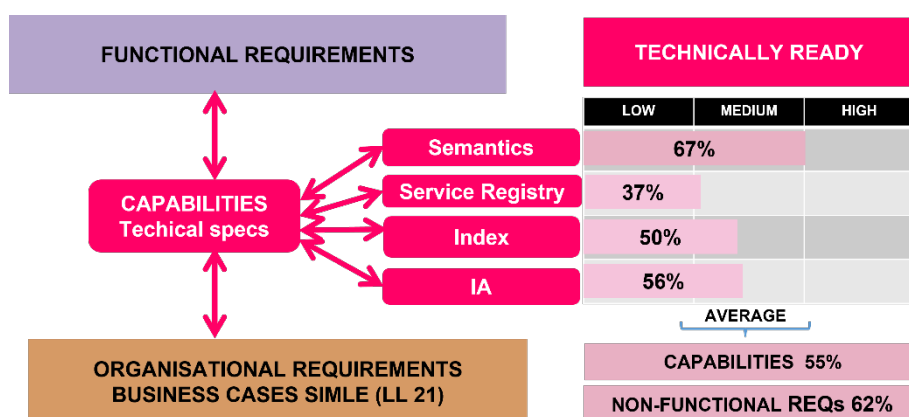 FUNCTIONAL REQUIREMENTS
TECHNICALLY READY
LOW MEDIUM HIGH
Semantics 67%
Service Registry 37%
CAPABILITIES
Techical specs
Index 50%
IA 56%
AVERAGE
ORGANISATIONAL REQUIREMENTS
BUSINESS CASES SIMLE (LL 21)
CAPABILITIES 55%
NON-FUNCTIONAL REQs 62%